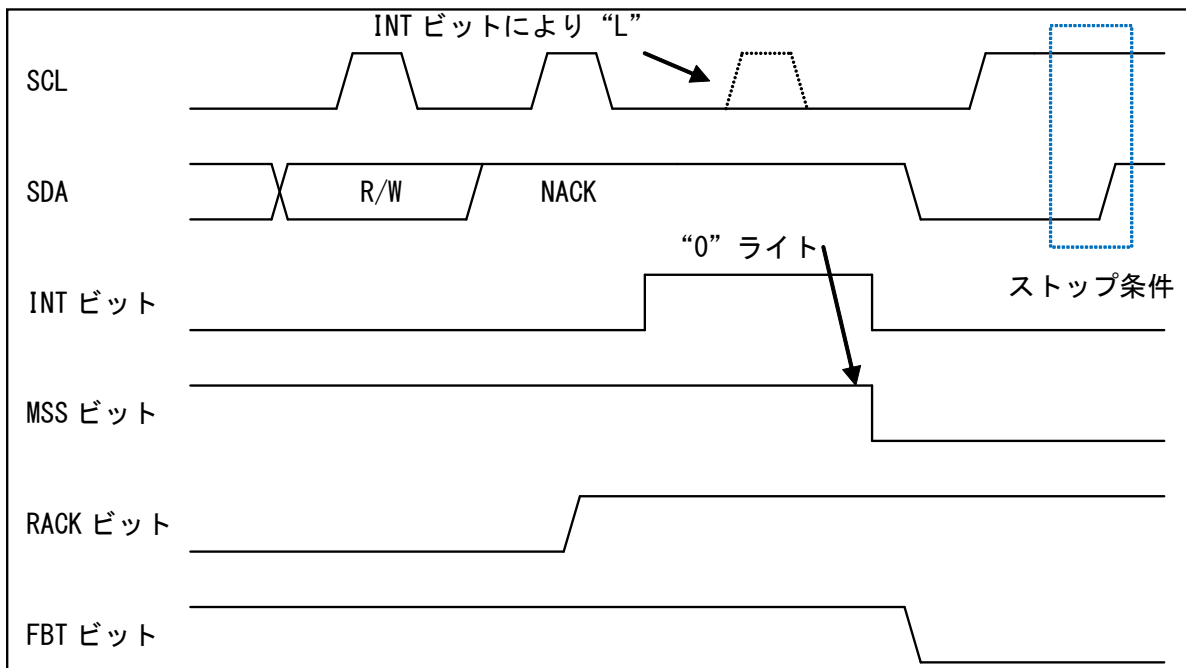 INT ビットにより “L”
SCL
SDA
R/W
NACK
“0” ライト
ストップ条件
INT ビット
MSS ビット
RACK ビット
FBT ビット